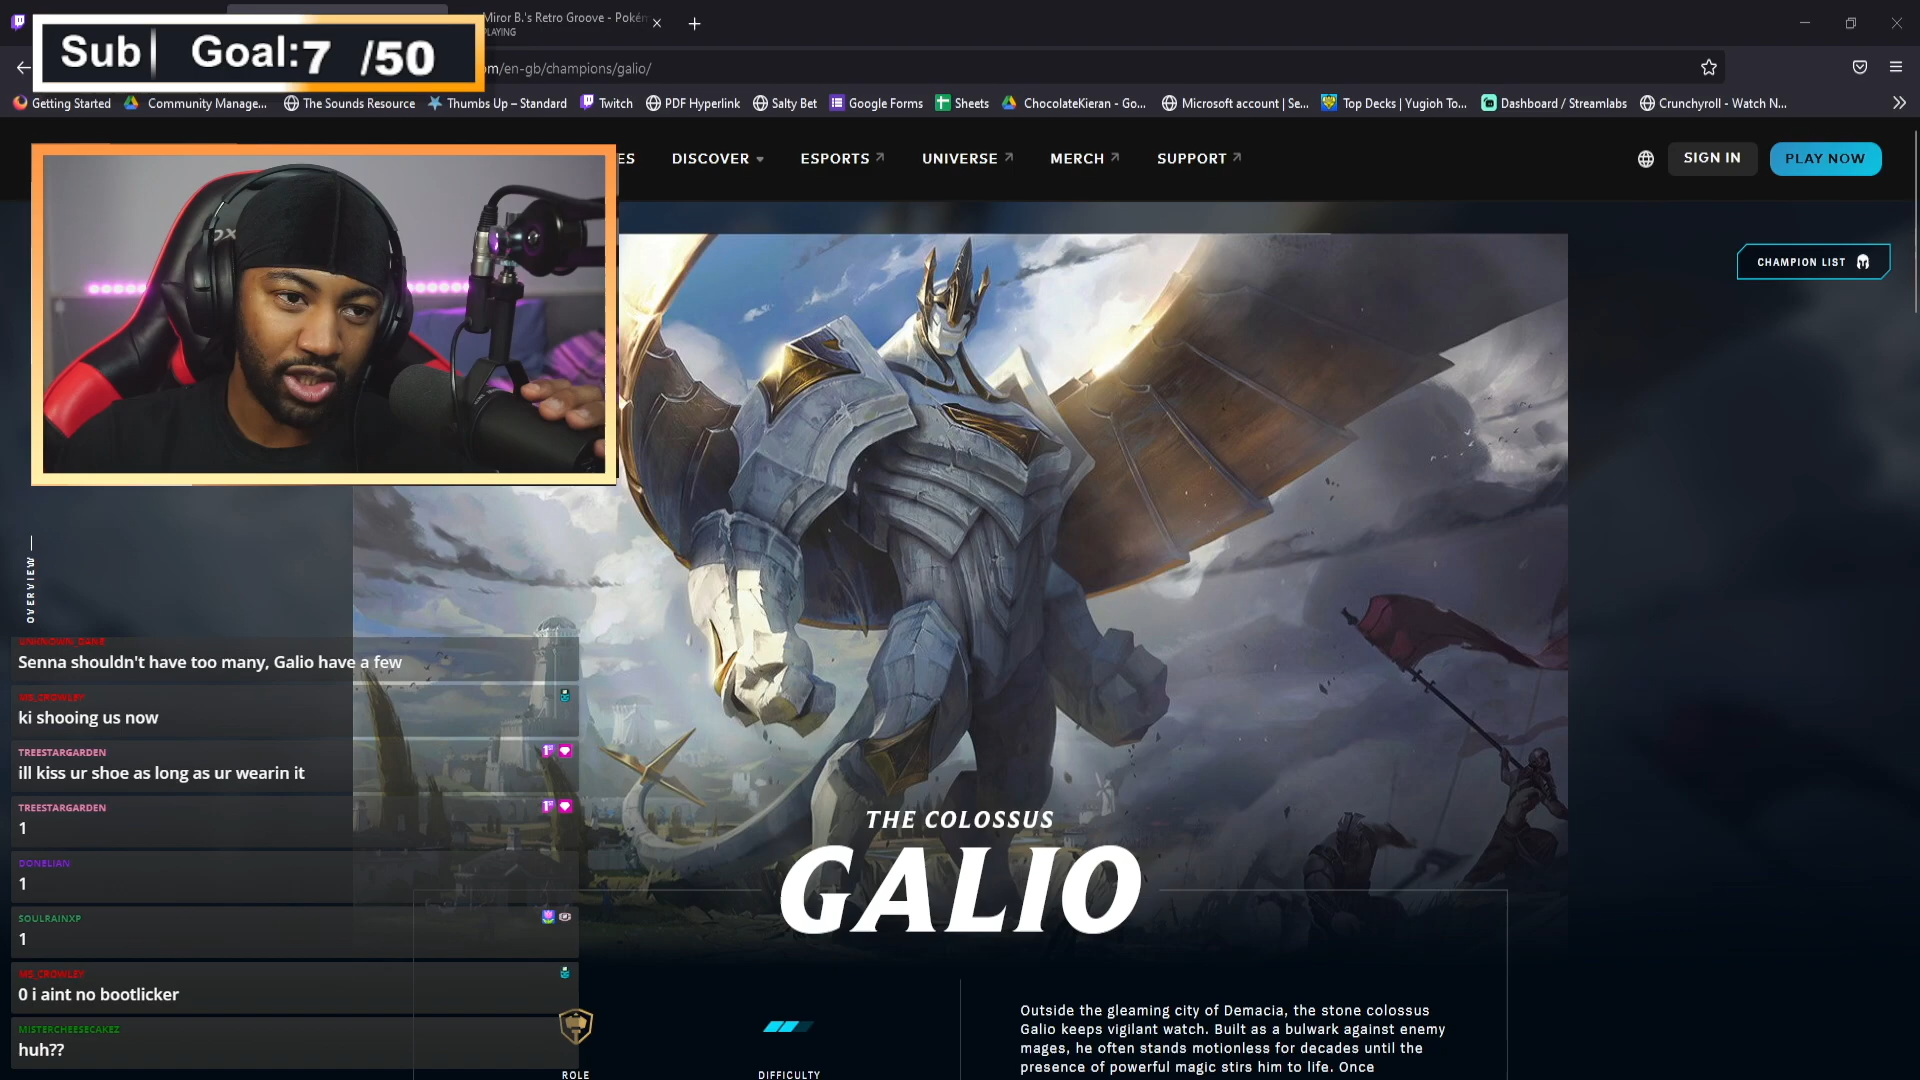 Miror B.'s Retro Groove - Pokén
PLAYING
Sub Goal:7 /50
om/en-gb/champions/galio/
Getting Started
Community Manage...
The Sounds Resource
Thumbs Up – Standard
Twitch
PDF Hyperlink
Salty Bet
Google Forms
Sheets
ChocolateKieran - Go...
Microsoft account | Se...
Top Decks | Yugioh To...
Dashboard / Streamlabs
Crunchyroll - Watch N...
ES
DISCOVER
ESPORTS
UNIVERSE
MERCH
SUPPORT
SIGN IN
PLAY NOW
CHAMPION LIST
OX
OVERVIEW
UNKNOWN_DANE
Senna shouldn't have too many, Galio have a few
MS_CROWLEY
ki shooing us now
TREESTARGARDEN
ill kiss ur shoe as long as ur wearin it
TREESTARGARDEN
1
DONELIAN
1
SOULRAINXP
1
MS_CROWLEY
0 i aint no bootlicker
MISTERCHEESECAKEZ
huh??
THE COLOSSUS
GALIO
ROLE
DIFFICULTY
Outside the gleaming city of Demacia, the stone colossus
Galio keeps vigilant watch. Built as a bulwark against enemy
mages, he often stands motionless for decades until the
presence of powerful magic stirs him to life. Once